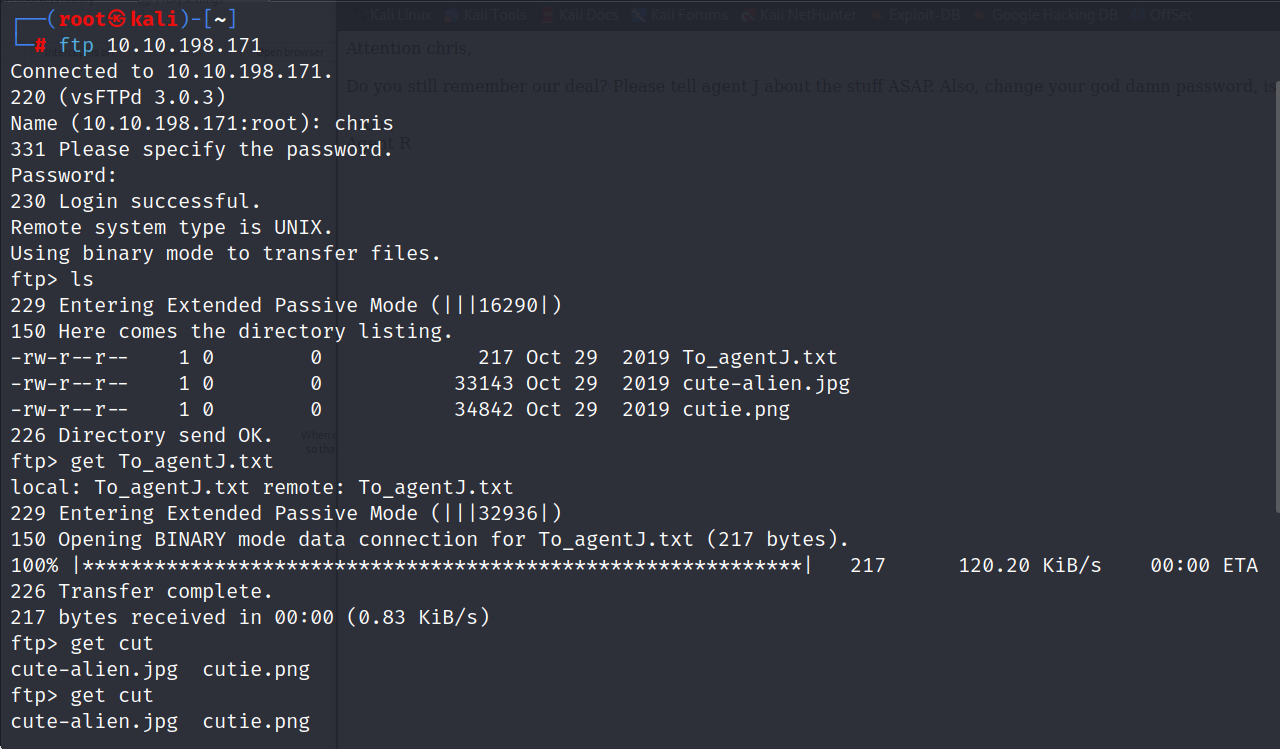 Kali Linux Kali Tools Kali Docs Kali Forums Kali NetHunter Exploit-DB Google Hacking DB OffSec
┌──(root㉿kali)-[~]
└─# ftp 10.10.198.171
open browser
Attention chris,
Connected to 10.10.198.171.
Do you still remember our deal? Please tell agent J about the stuff ASAP. Also, change your god damn password, is
220 (vsFTPd 3.0.3)
Name (10.10.198.171:root): chris
R
331 Please specify the password.
Password:
230 Login successful.
Remote system type is UNIX.
Using binary mode to transfer files.
ftp> ls
229 Entering Extended Passive Mode (|||16290|)
150 Here comes the directory listing.
-rw-r--r--    1 0        0             217 Oct 29  2019 To_agentJ.txt
-rw-r--r--    1 0        0           33143 Oct 29  2019 cute-alien.jpg
-rw-r--r--    1 0        0           34842 Oct 29  2019 cutie.png
226 Directory send OK.
ftp> get To_agentJ.txt
local: To_agentJ.txt remote: To_agentJ.txt
229 Entering Extended Passive Mode (|||32936|)
150 Opening BINARY mode data connection for To_agentJ.txt (217 bytes).
100% |************************************************************|   217      120.20 KiB/s    00:00 ETA
226 Transfer complete.
217 bytes received in 00:00 (0.83 KiB/s)
ftp> get cut
cute-alien.jpg  cutie.png
ftp> get cut
cute-alien.jpg  cutie.png